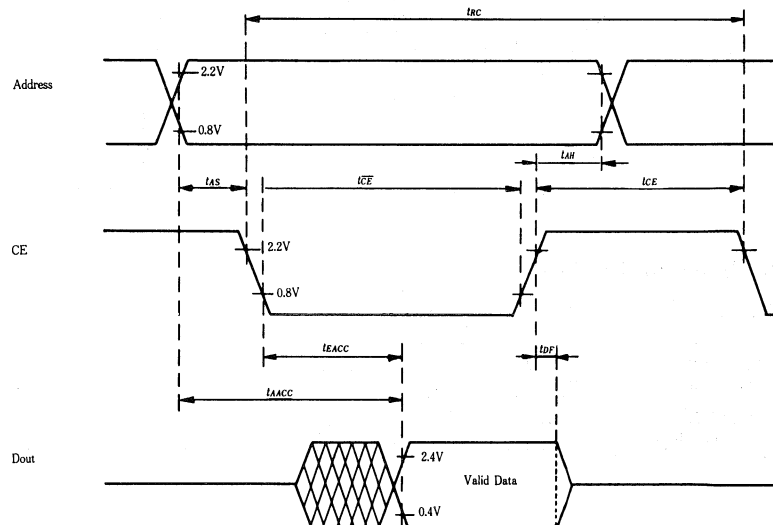 tRC
Address
2.2V
0.8V
tAH
tAS
tCE
tCE
CE
2.2V
0.8V
tEACC
tDF
tAACC
Dout
2.4V
Valid Data
0.4V